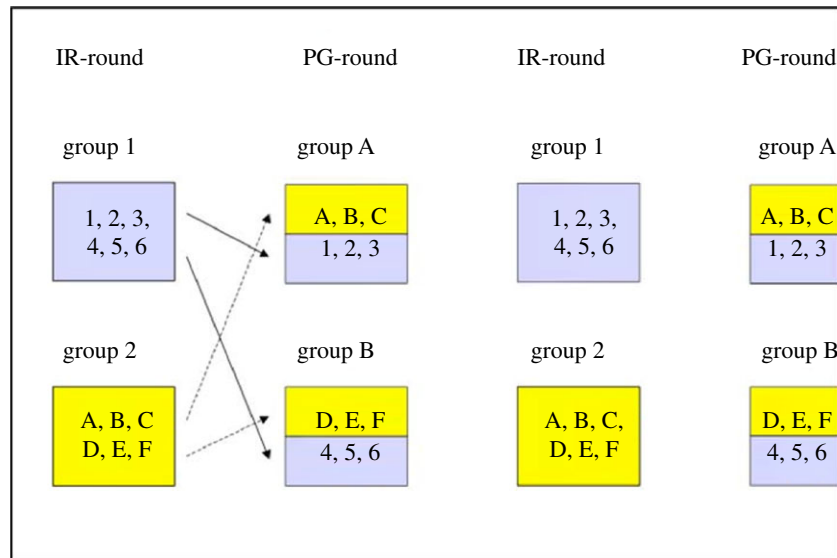 IR-round
PG-round
IR-round
PG-round
group 1
group A
group 1
group A
1, 2, 3,
4, 5, 6
A, B, C
1, 2, 3
1, 2, 3,
4, 5, 6
A, B, C
1, 2, 3
group 2
group B
group 2
group B
A, B, C
D, E, F
D, E, F
4, 5, 6
A, B, C,
D, E, F
D, E, F
4, 5, 6